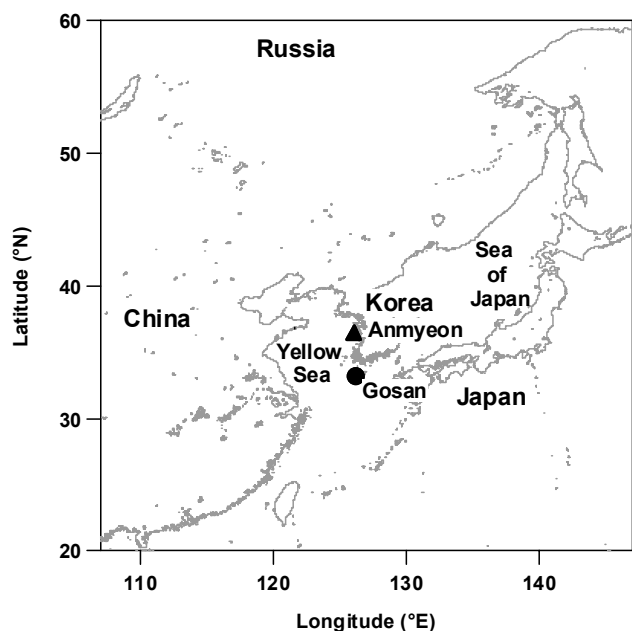 60
Russia
50
Latitude (°N)
Sea
of
Japan
40
Korea
China
Anmyeon
Yellow
Sea
Gosan
Japan
30
20
110
120
130
140
Longitude (°E)